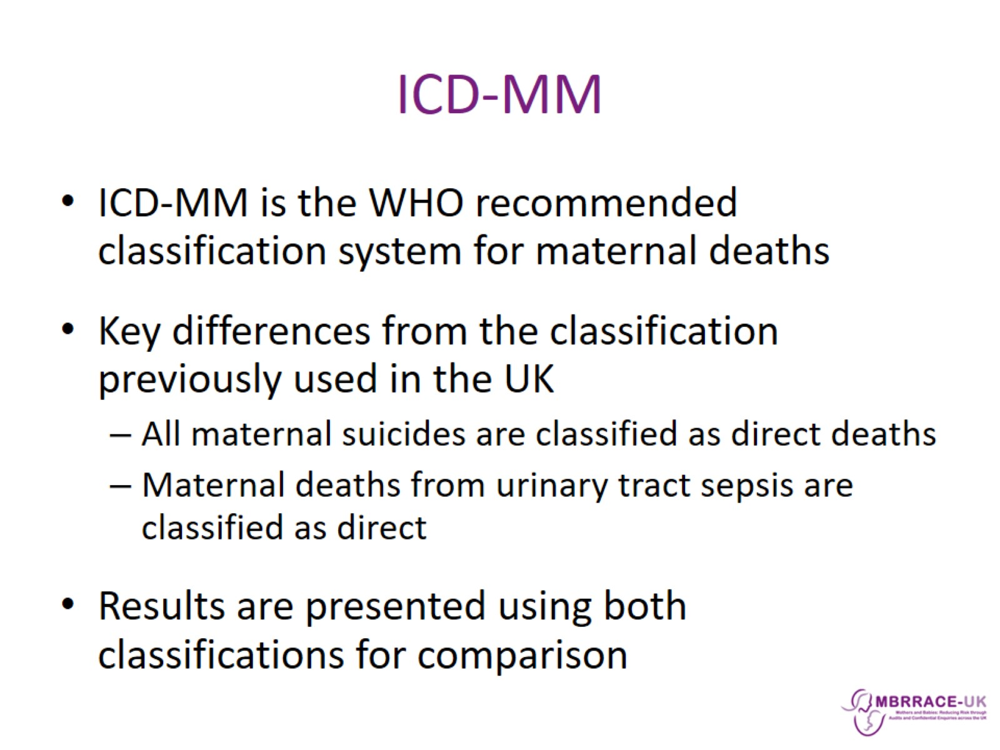 ICD-MM
• ICD-MM is the WHO recommended
classification system for maternal deaths
• Key differences from the classification
previously used in the UK
– All maternal suicides are classified as direct deaths
– Maternal deaths from urinary tract sepsis are
classified as direct
• Results are presented using both
classifications for comparison
MBRRACE-UK
Mothers and Babies: Reducing Risk through
Audits and Confidential Enquiries across the UK